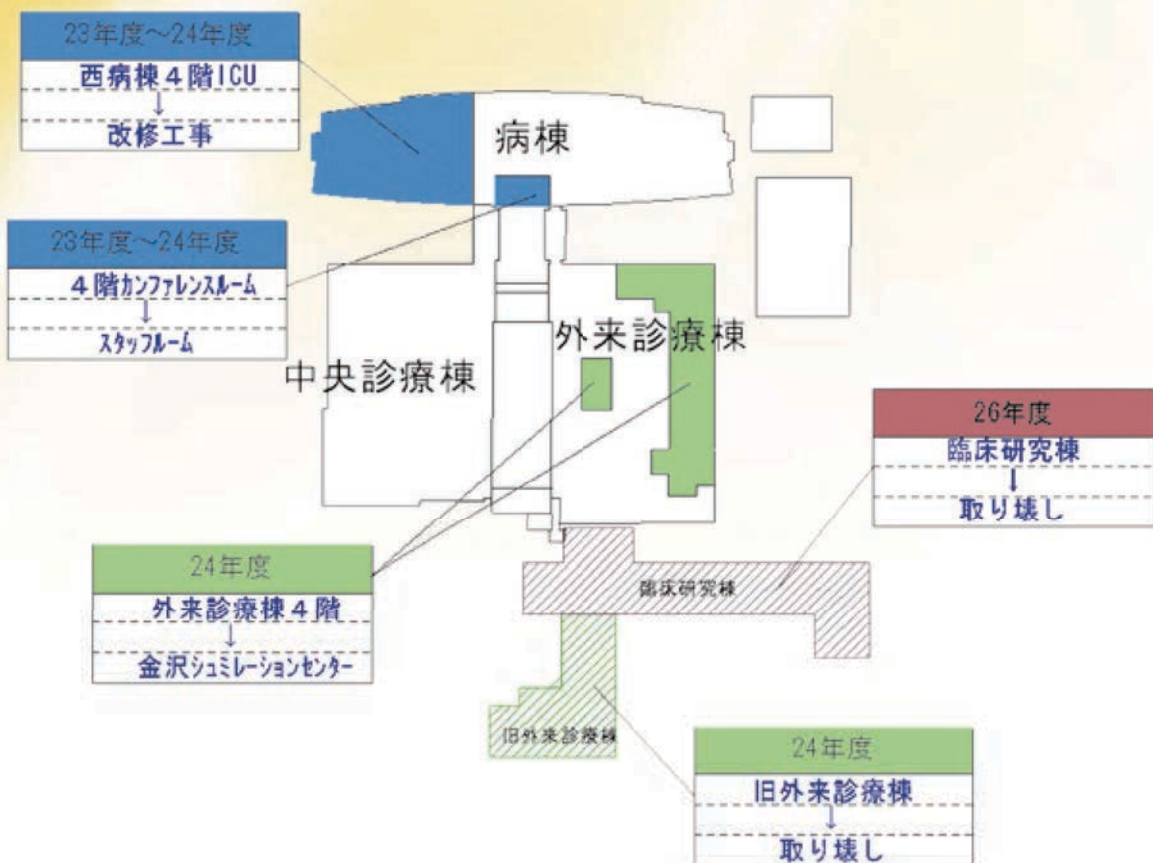 23年度～24年度
西病棟４階ICU
↓
改修工事
病棟
23年度～24年度
４階カンファレンスルーム
↓
スタッフルーム
外来診療棟
中央診療棟
26年度
臨床研究棟
↓
取り壊し
24年度
外来診療棟４階
↓
金沢シュミレーションセンター
臨床研究棟
旧外来診療棟
24年度
旧外来診療棟
↓
取り壊し